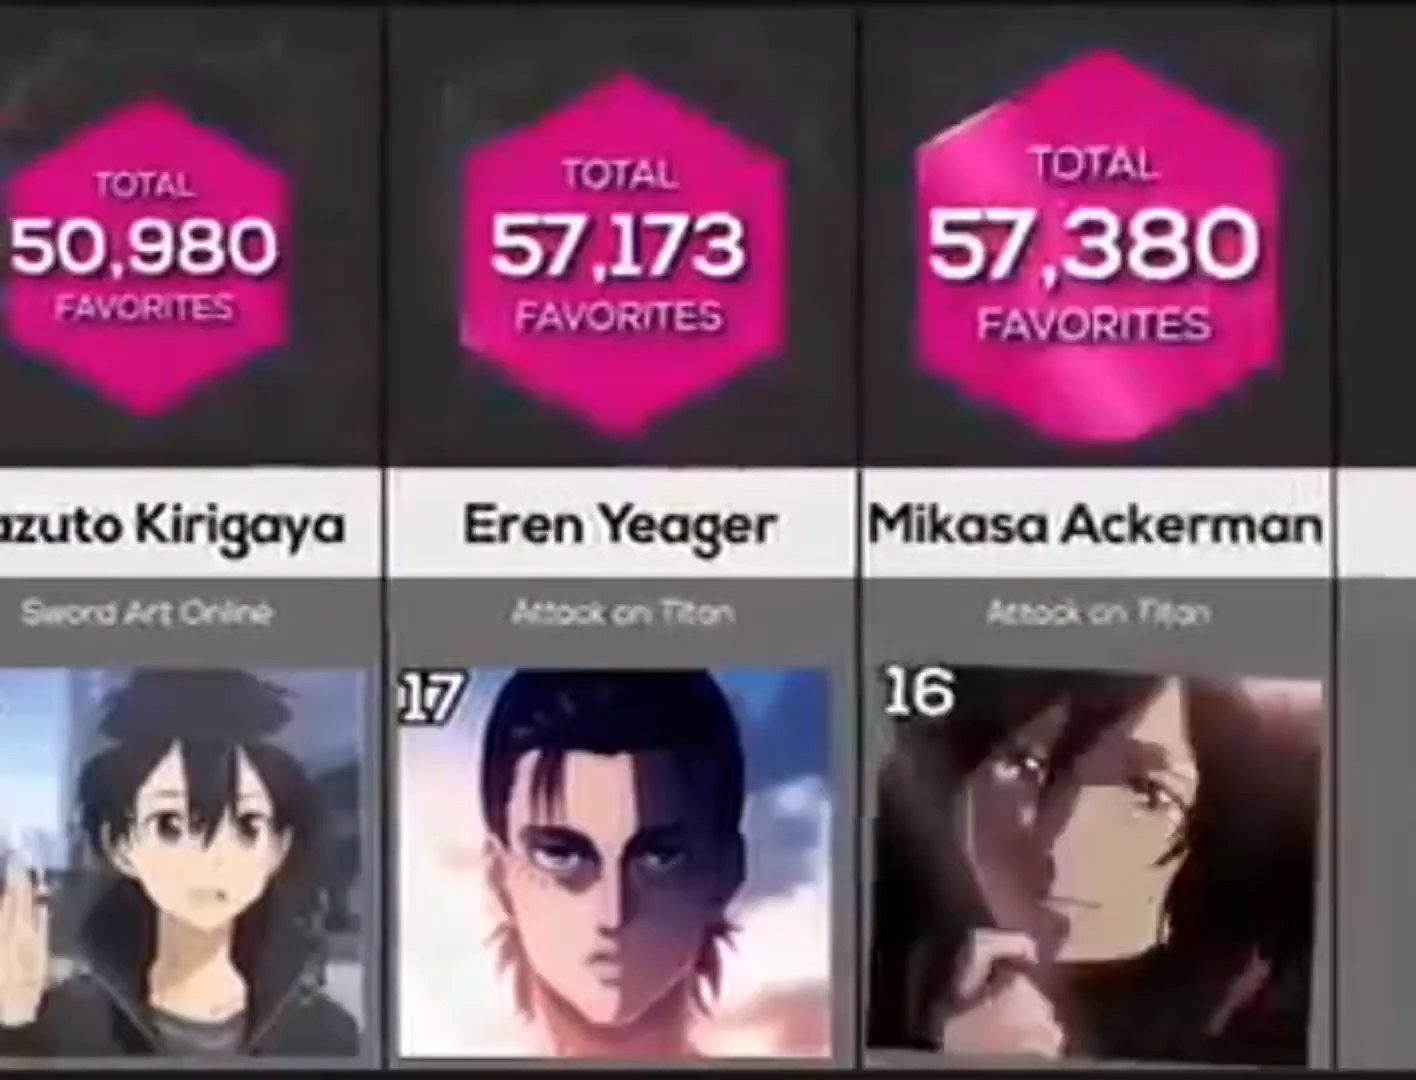 TOTAL
50,980
FAVORITES
azuto Kirigaya
Sword Art Online
TOTAL
57,173
FAVORITES
Eren Yeager
Attack on Titan
17
TOTAL
57,380
FAVORITES
Mikasa Ackerman
Attack on Titan
16